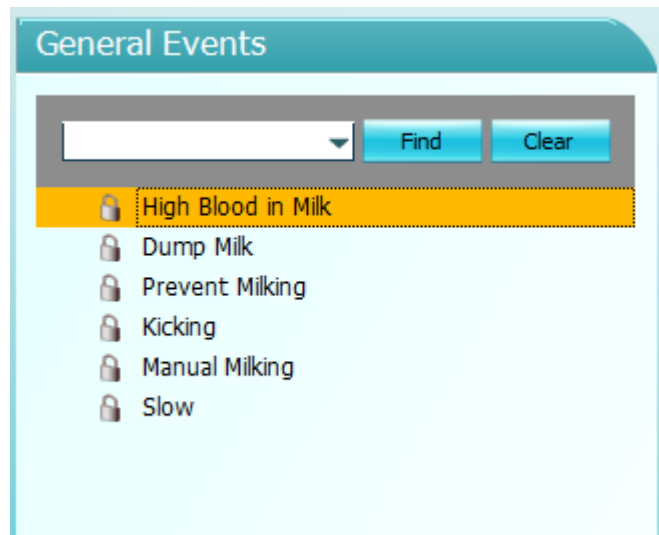 General Events
Find Clear
High Blood in Milk
Dump Milk
Prevent Milking
Kicking
Manual Milking
Slow